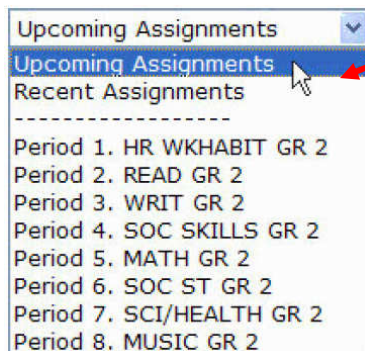 Upcoming Assignments
Upcoming Assignments
Recent Assignments
------------------
Period 1. HR WKHABIT GR 2
Period 2. READ GR 2
Period 3. WRIT GR 2
Period 4. SOC SKILLS GR 2
Period 5. MATH GR 2
Period 6. SOC ST GR 2
Period 7. SCI/HEALTH GR 2
Period 8. MUSIC GR 2